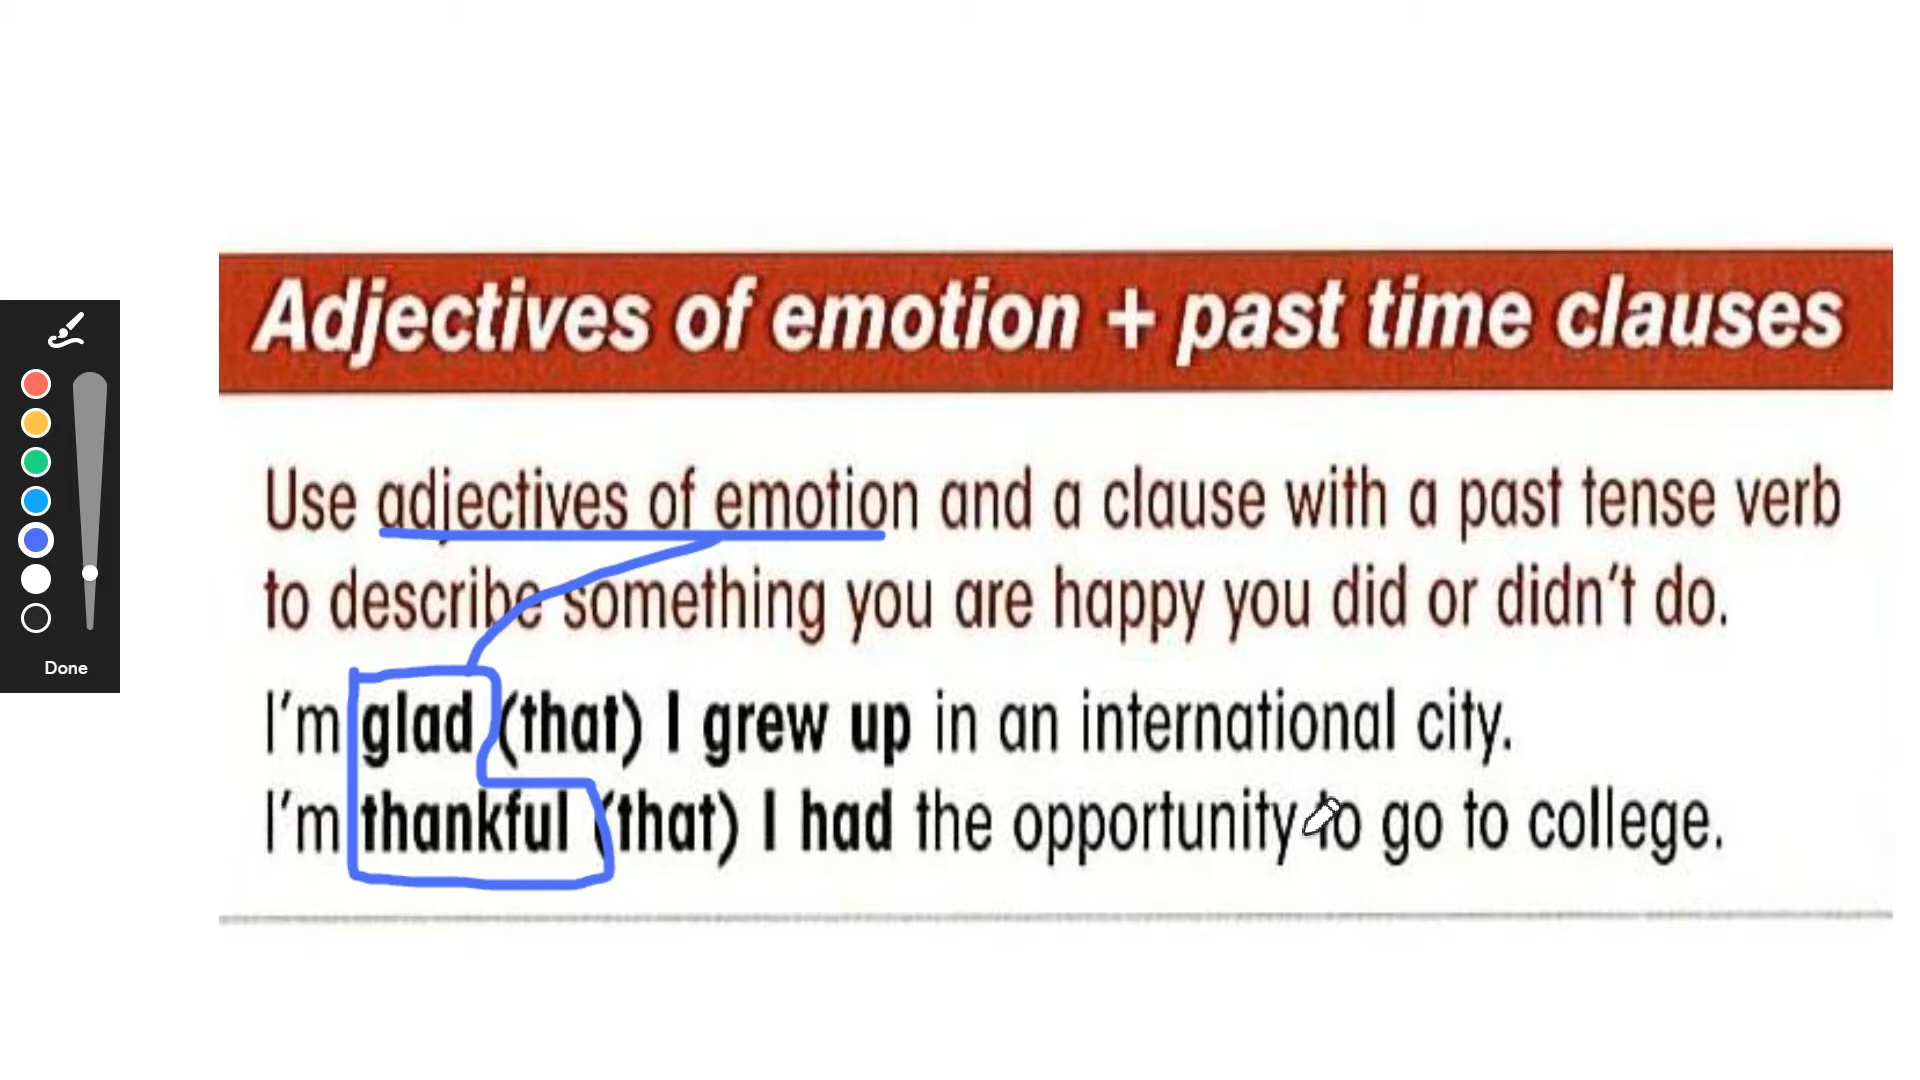 Adjectives of emotion + past time clauses
Use adjectives of emotion and a clause with a past tense verb
to describe something you are happy you did or didn't do.
I'm glad (that) I grew up in an international city.
I'm thankful (that) I had the opportunity to go to college.
Done